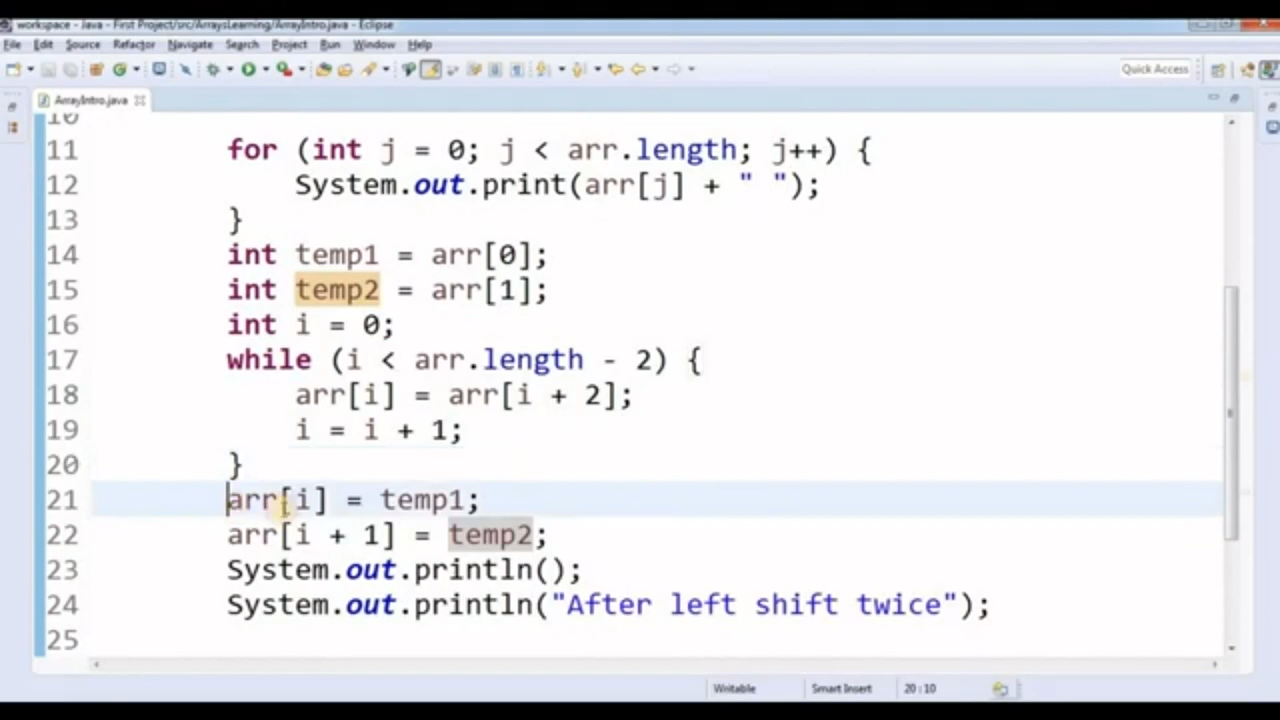 workspace - Java - First Project/src/ArraysLearning/ArrayIntro.java - Eclipse
File Edit Source Refactor Navigate Search Project Run Window Help
Quick Access
ArrayIntro.java
10
11 for (int j = 0; j < arr.length; j++) {
12 System.out.print(arr[j] + " ");
13 }
14 int temp1 = arr[0];
15 int temp2 = arr[1];
16 int i = 0;
17 while (i < arr.length - 2) {
18 arr[i] = arr[i + 2];
19 i = i + 1;
20 }
21 arr[i] = temp1;
22 arr[i + 1] = temp2;
23 System.out.println();
24 System.out.println("After left shift twice");
25
Writable Smart Insert 20:10